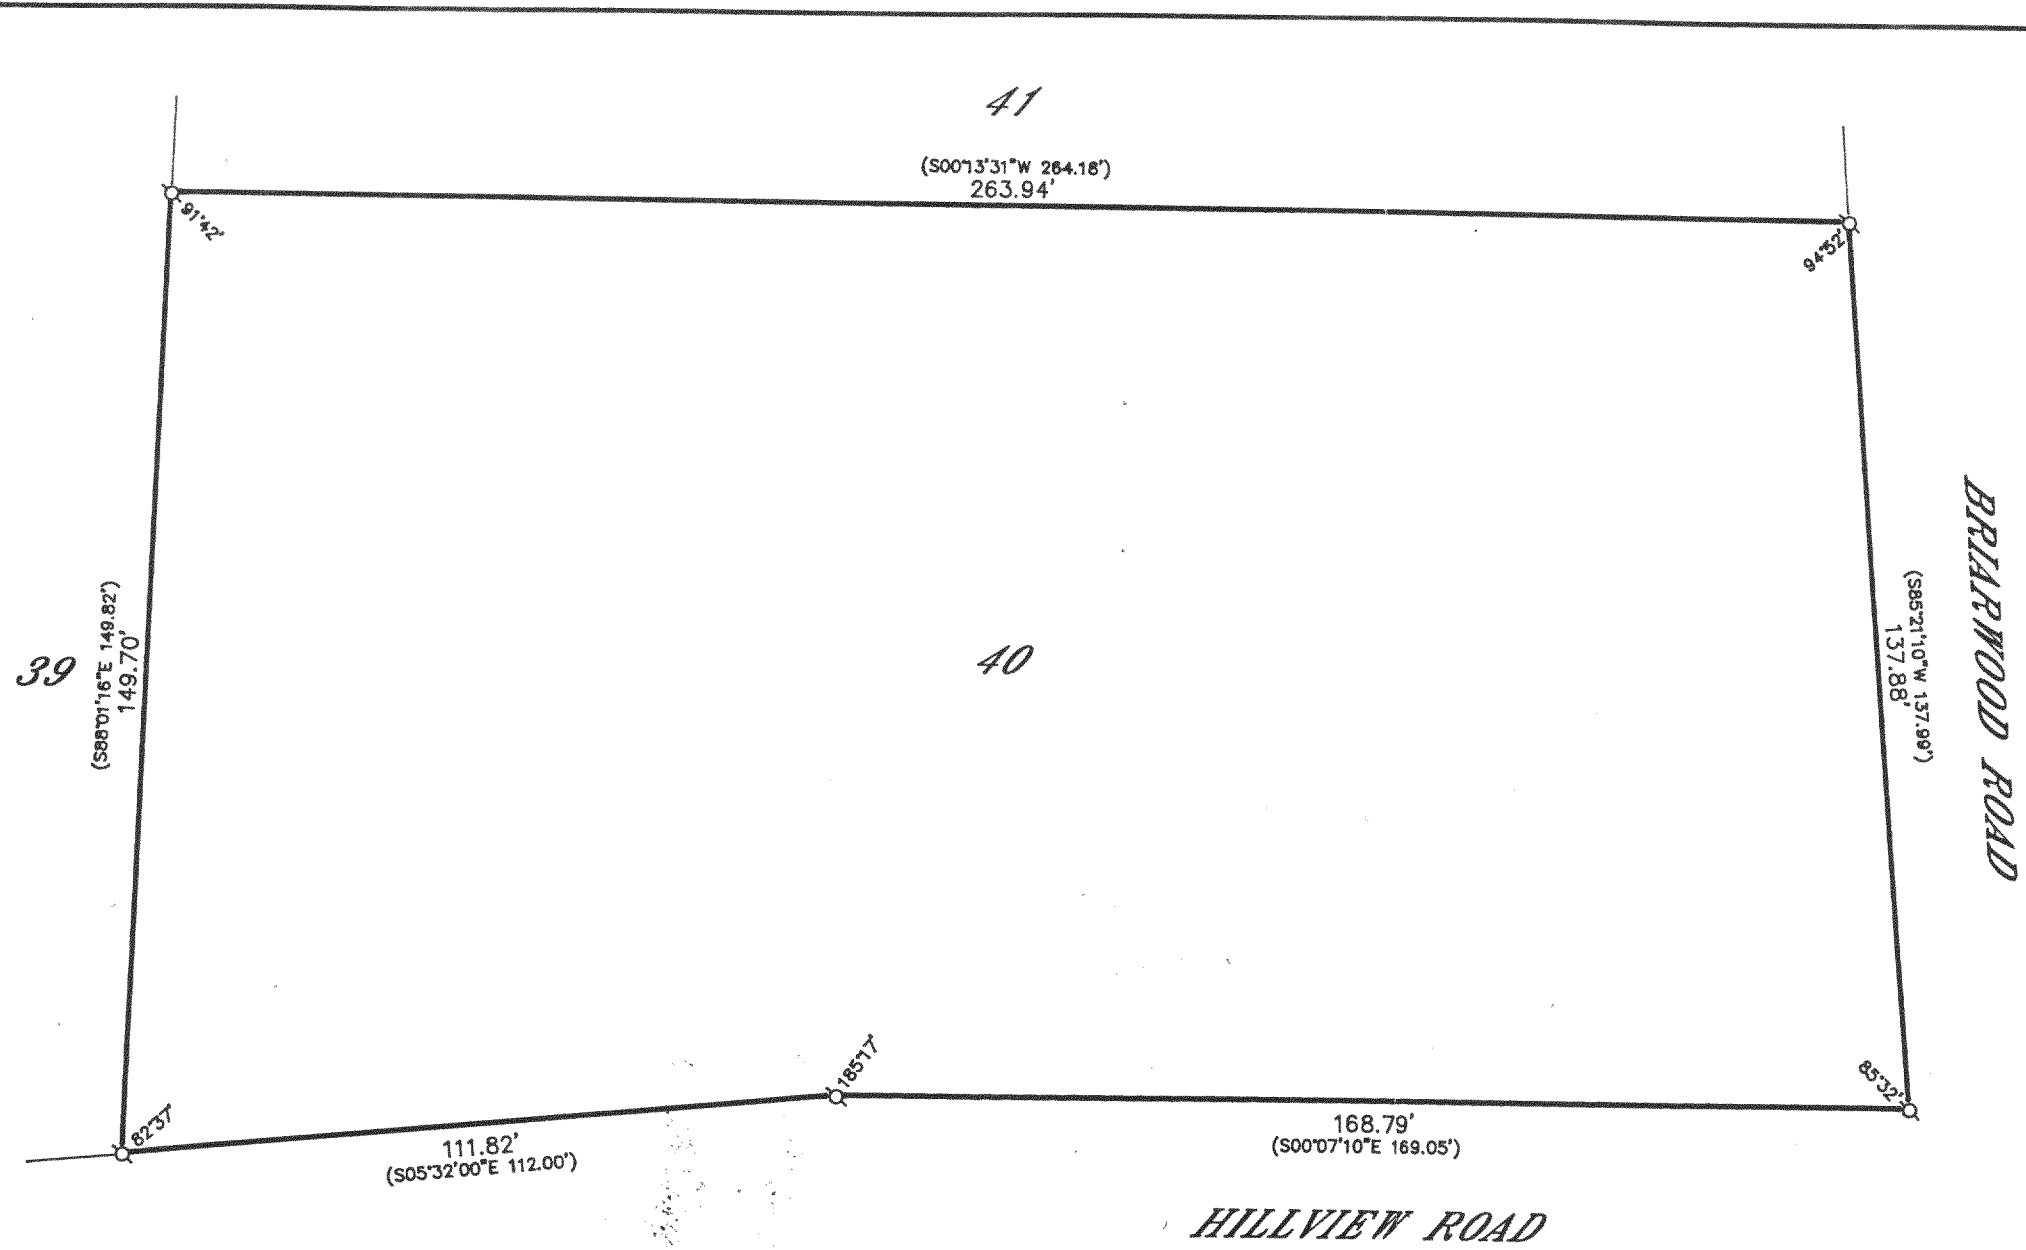 41
(S00°13'31"W 264.18')
263.94'
91°42'
94°52'
(S88°01'16"E 149.82')
149.70'
39
40
137.88'
(S85°21'10"W 137.99')
BRIARWOOD ROAD
82°37'
185°17'
85°32'
111.82'
(S05°32'00"E 112.00')
168.79'
(S00°07'10"E 169.05')
HILLVIEW ROAD